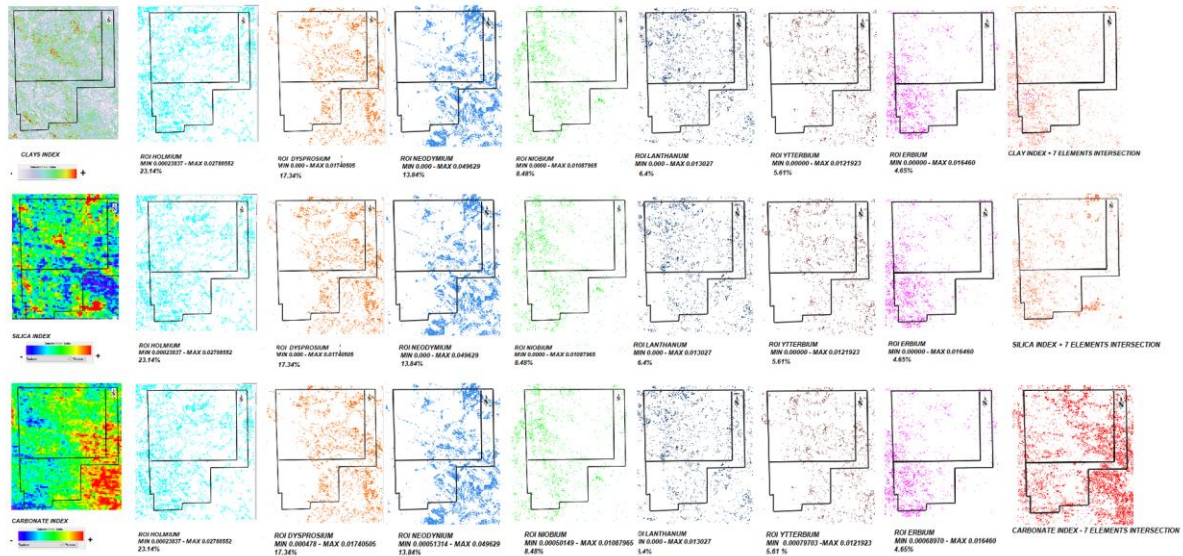 CLAYS INDEX
- +
ROI HOLMIUM
MIN 0.00023837 - MAX 0.02788552
23.14%
ROI DYSPROSIUM
MIN 0.000 - MAX 0.01740505
17.34%
ROI NEODYMIUM
MIN 0.000 - MAX 0.049629
13.84%
ROI NIOBIUM
MIN 0.0000 - MAX 0.01087965
8.48%
ROI LANTHANUM
MIN 0.000 - MAX 0.013027
6.4%
ROI YTTERBIUM
MIN 0.00000 - MAX 0.0121923
5.61%
ROI ERBIUM
MIN 0.00000 - MAX 0.016460
4.65%
CLAY INDEX + 7 ELEMENTS INTERSECTION
SILICA INDEX
- +
ROI HOLMIUM
MIN 0.00023837 - MAX 0.02788552
23.14%
ROI DYSPROSIUM
MIN 0.000 - MAX 0.01740505
17.34%
ROI NEODYMIUM
MIN 0.000 - MAX 0.049629
13.84%
ROI NIOBIUM
MIN 0.0000 - MAX 0.01087965
8.48%
ROI LANTHANUM
MIN 0.000 - MAX 0.013027
6.4%
ROI YTTERBIUM
MIN 0.00000 - MAX 0.0121923
5.61%
ROI ERBIUM
MIN 0.00000 - MAX 0.016460
4.65%
SILICA INDEX + 7 ELEMENTS INTERSECTION
CARBONATE INDEX
- +
ROI HOLMIUM
MIN 0.00023837 - MAX 0.02788552
23.14%
ROI DYSPROSIUM
MIN 0.000478 - MAX 0.01740505
17.34%
ROI NEODYNIUM
MIN 0.00051314 - MAX 0.049629
13.84%
ROI NIOBIUM
MIN 0.00058149 - MAX 0.01087965
8.48%
ROI LANTHANUM
MIN 0.000 - MAX 0.013027
ROI YTTERBIUM
MIN 0.00079703 - MAX 0.0121923
5.61 %
ROI ERBIUM
MIN 0.00068970 - MAX 0.016460
4.65%
CARBONATE INDEX - 7 ELEMENTS INTERSECTION